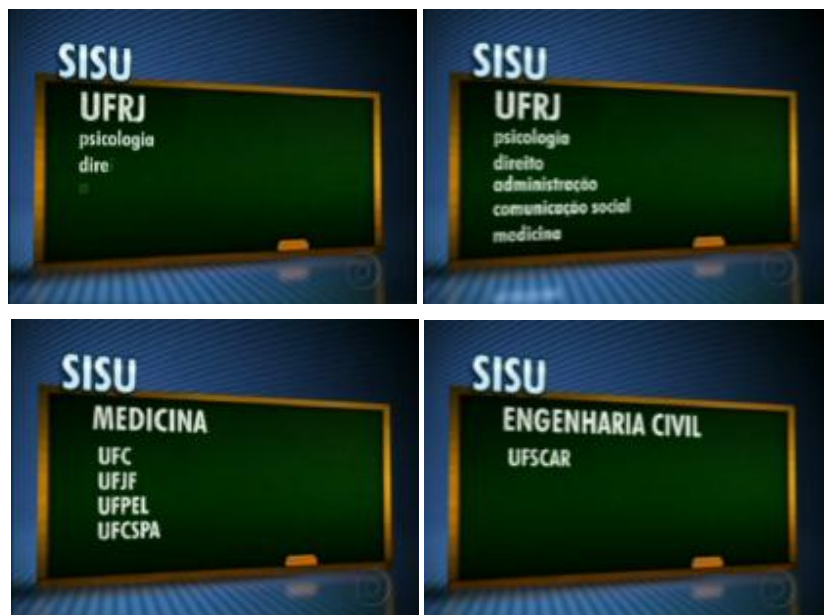 SISU
UFRJ
psicologia
dire
SISU
UFRJ
psicologia
direito
administração
comunicação social
medicina
SISU
MEDICINA
UFC
UFJF
UFPEL
UFCSPA
SISU
ENGENHARIA CIVIL
UFSCAR